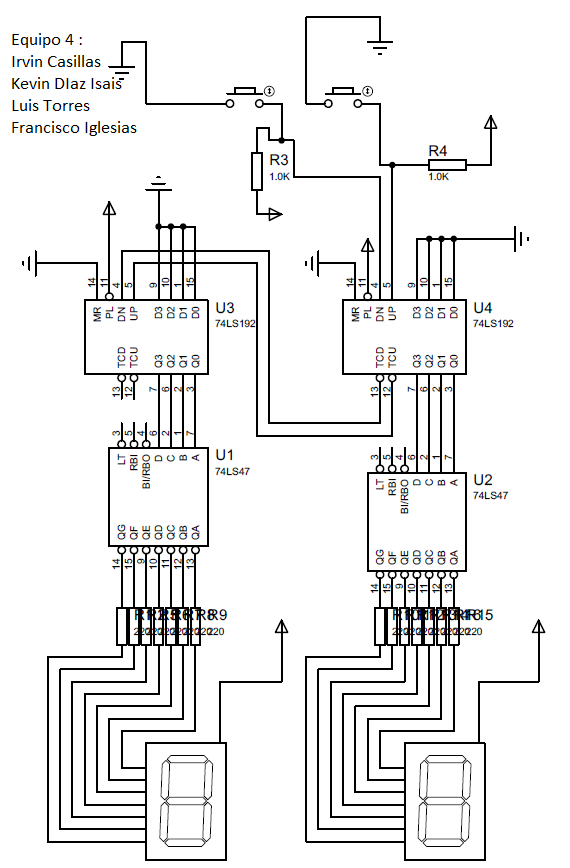 Equipo 4 :
Irvin Casillas
Kevin DIaz Isais
Luis Torres
Francisco Iglesias
R3
1.0K
R4
1.0K
14
11
4
5
9
10
1
15
MR
PL
DN
UP
D3
D2
D1
D0
TCD
TCU
Q3
Q2
Q1
Q0
13
12
7
6
2
3
U3
74LS192
14
11
4
5
9
10
1
15
MR
PL
DN
UP
D3
D2
D1
D0
TCD
TCU
Q3
Q2
Q1
Q0
13
12
7
6
2
3
U4
74LS192
3
5
4
6
2
1
7
LT
RBI
BI/RBO
D
C
B
A
QG
QF
QE
QD
QC
QB
QA
14
15
9
10
11
12
13
U1
74LS47
3
5
4
6
2
1
7
LT
RBI
BI/RBO
D
C
B
A
QG
QF
QE
QD
QC
QB
QA
14
15
9
10
11
12
13
U2
74LS47
R9
220
220